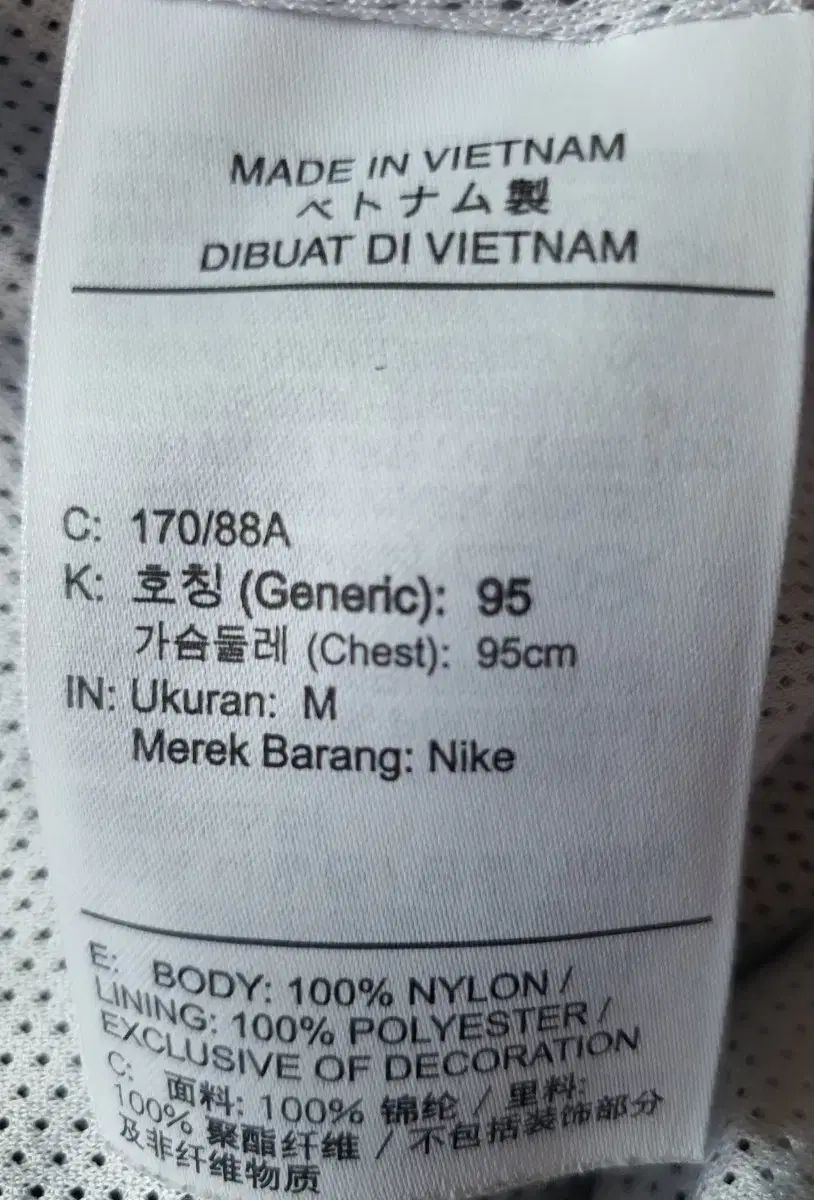 MADE IN VIETNAM
ベトナム製
DIBUAT DI VIETNAM
C: 170/88A
K: 호칭 (Generic): 95
가슴둘레 (Chest): 95cm
IN: Ukuran: M
Merek Barang: Nike
E: BODY: 100% NYLON /
LINING: 100% POLYESTER /
EXCLUSIVE OF DECORATION
C: 面料: 100% 锦纶 / 里料:
100% 聚酯纤维 / 不包括装饰部分
及非纤维物质